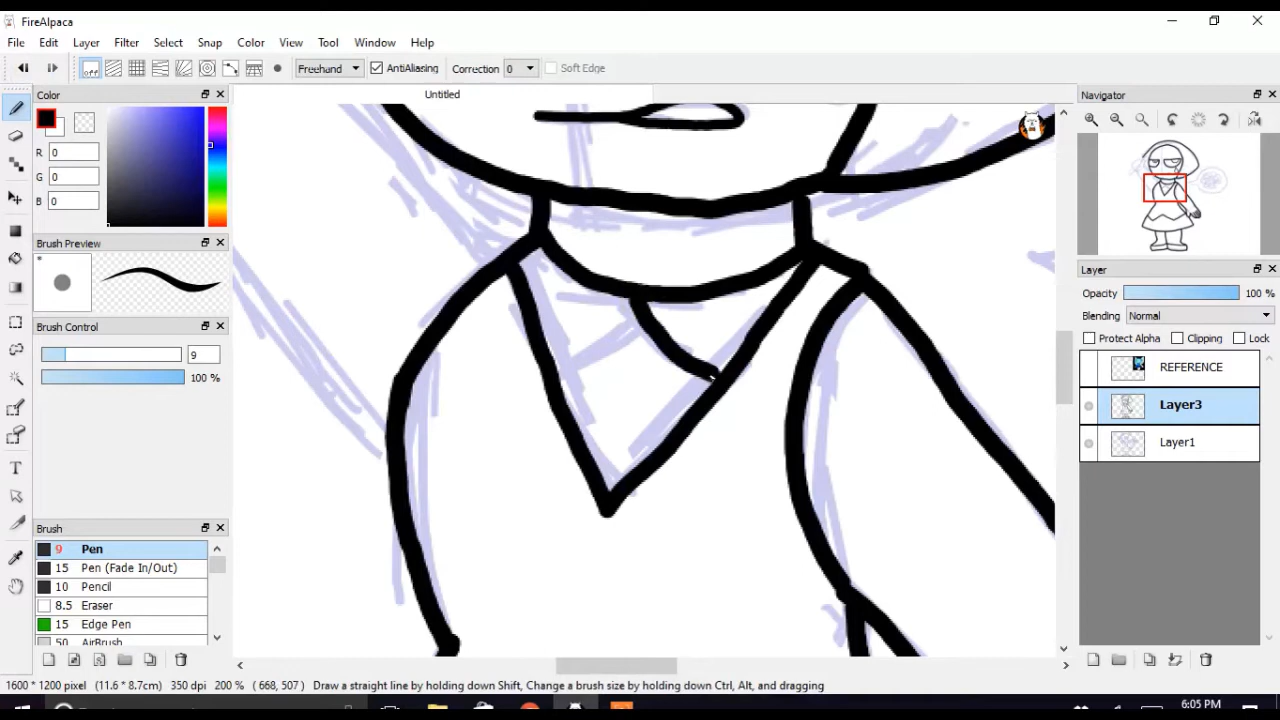 FireAlpaca
File Edit Layer Filter Select Snap Color View Tool Window Help
off Freehand AntiAliasing Correction 0 Soft Edge
Color
Untitled
Navigator
R 0
G 0
B 0
Brush Preview
*
Brush Control
9
100 %
Layer
Opacity 100 %
Blending Normal
Protect Alpha Clipping Lock
REFERENCE
Layer3
Layer1
Brush
9 Pen
15 Pen (Fade In/Out)
10 Pencil
8.5 Eraser
15 Edge Pen
50 AirBrush
1600 * 1200 pixel (11.6 * 8.7cm) 350 dpi 200 % ( 668, 507 ) Draw a straight line by holding down Shift, Change a brush size by holding down Ctrl, Alt, and dragging
6:05 PM